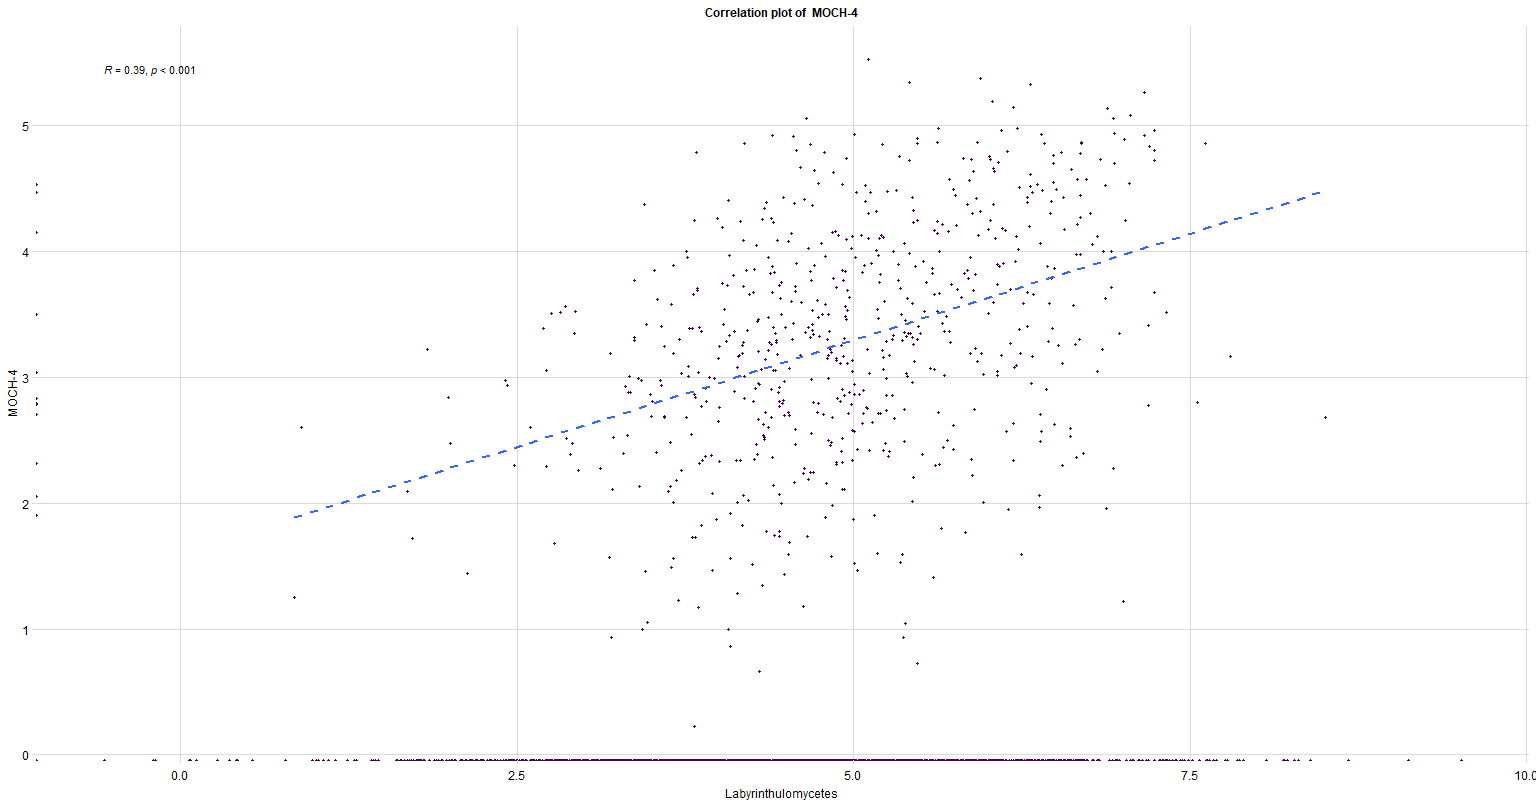 Correlation plot of MOCH-4
R = 0.39, p < 0.001
5
4
3
2
1
0
MOCH-4
0.0 2.5 5.0 7.5 10.0
Labyrinthulomycetes